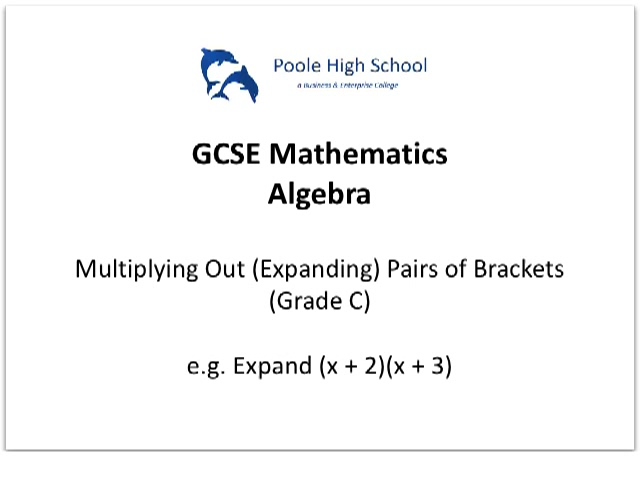 Poole High School
a Business & Enterprise College
GCSE Mathematics
Algebra
Multiplying Out (Expanding) Pairs of Brackets
(Grade C)
e.g. Expand (x + 2)(x + 3)